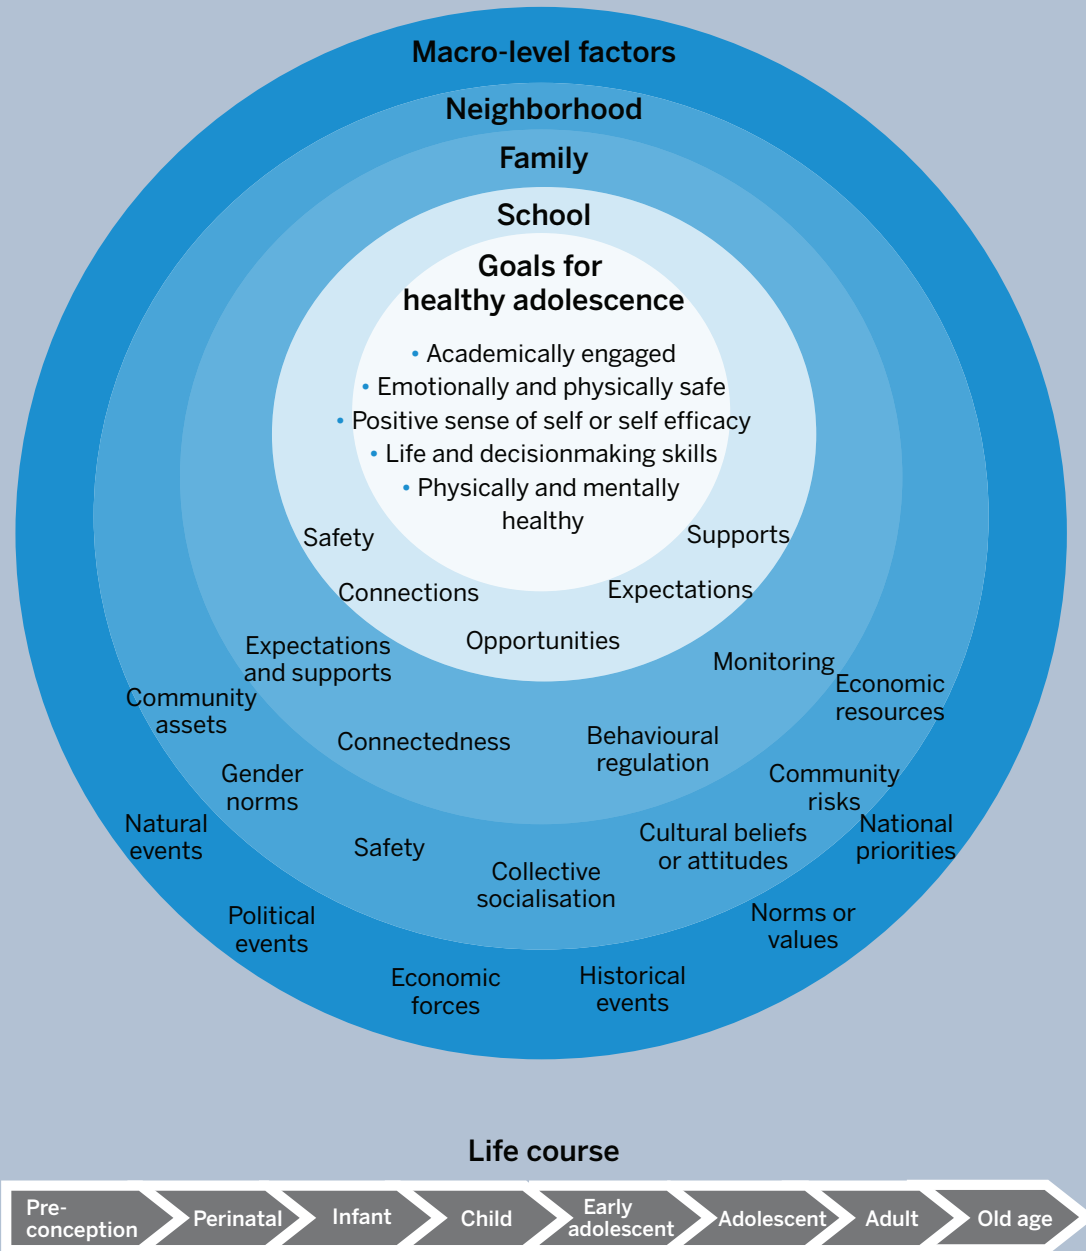 Macro-level factors
Neighborhood
Family
School
Goals for
healthy adolescence
• Academically engaged
• Emotionally and physically safe
• Positive sense of self or self efficacy
• Life and decisionmaking skills
• Physically and mentally
healthy
Safety
Supports
Connections
Expectations
Opportunities
Expectations
and supports
Monitoring
Connectedness
Behavioural
regulation
Community
assets
Economic
resources
Gender
norms
Community
risks
Safety
Cultural beliefs
or attitudes
Collective
socialisation
Natural
events
National
priorities
Political
events
Norms or
values
Economic
forces
Historical
events
Life course
Pre-
conception
Perinatal
Infant
Child
Early
adolescent
Adolescent
Adult
Old age